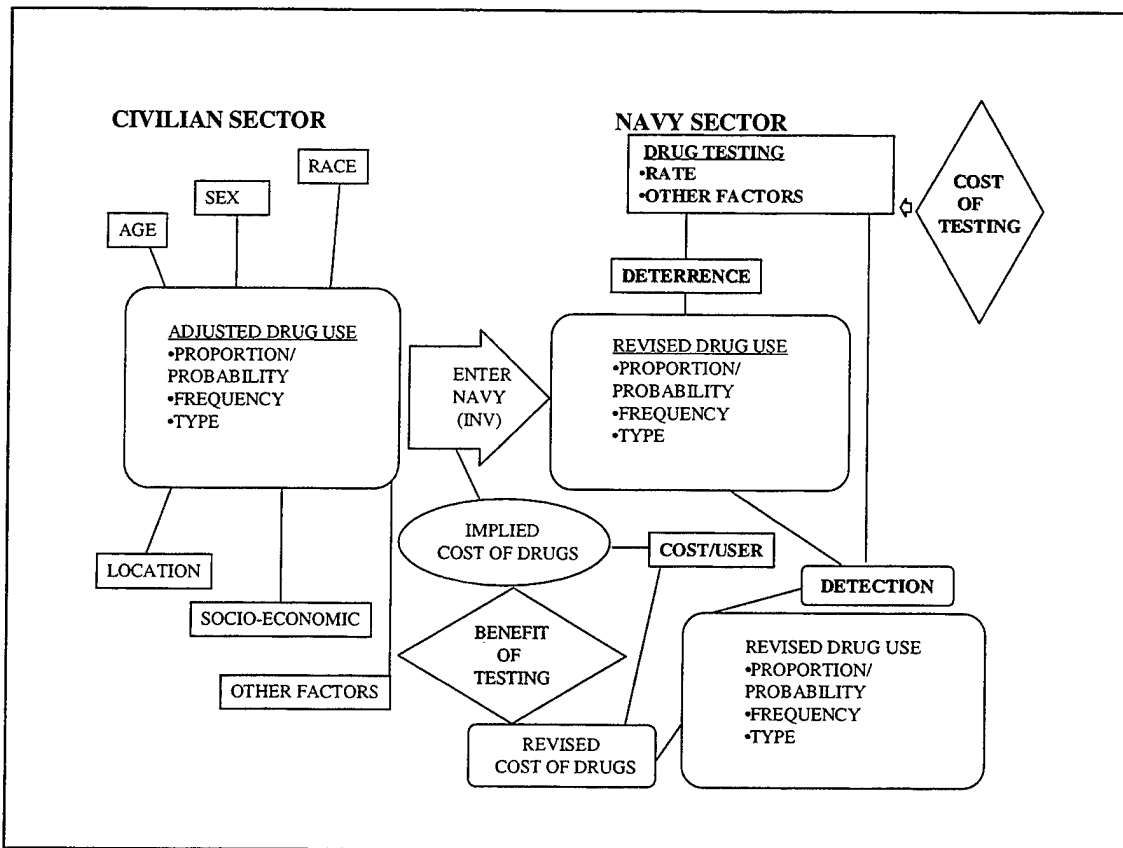 CIVILIAN SECTOR
RACE
SEX
AGE
ADJUSTED DRUG USE
•PROPORTION/
PROBABILITY
•FREQUENCY
•TYPE
LOCATION
SOCIO-ECONOMIC
OTHER FACTORS
ENTER
NAVY
(INV)
IMPLIED
COST OF DRUGS
BENEFIT
OF
TESTING
REVISED
COST OF DRUGS
COST/USER
NAVY SECTOR
DRUG TESTING
•RATE
•OTHER FACTORS
COST
OF
TESTING
DETERRENCE
REVISED DRUG USE
•PROPORTION/
PROBABILITY
•FREQUENCY
•TYPE
DETECTION
REVISED DRUG USE
•PROPORTION/
PROBABILITY
•FREQUENCY
•TYPE